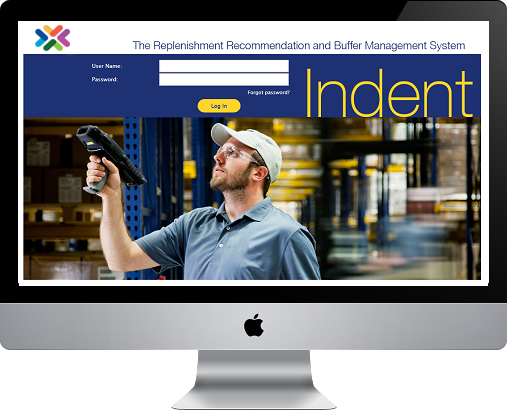 The Replenishment Recommendation and Buffer Management System
User Name:
Password:
Forgot password?
Log In
Indent